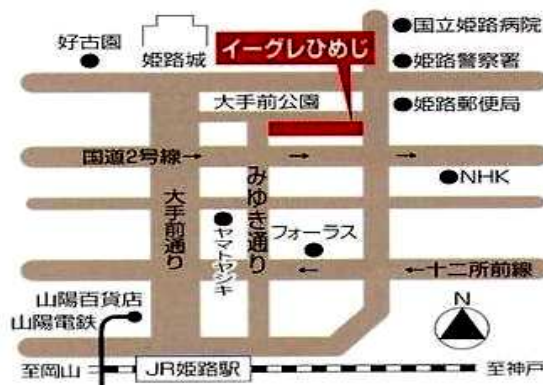 国立姫路病院
好古園
姫路城
イーグレひめじ
姫路警察署
大手前公園
姫路郵便局
国道2号線→
→
→
NHK
大手前通り
みゆき通り
ヤマトヤシキ
フォーラス
←
←十二所前線
山陽百貨店
山陽電鉄
N
至岡山
JR姫路駅
至神戸